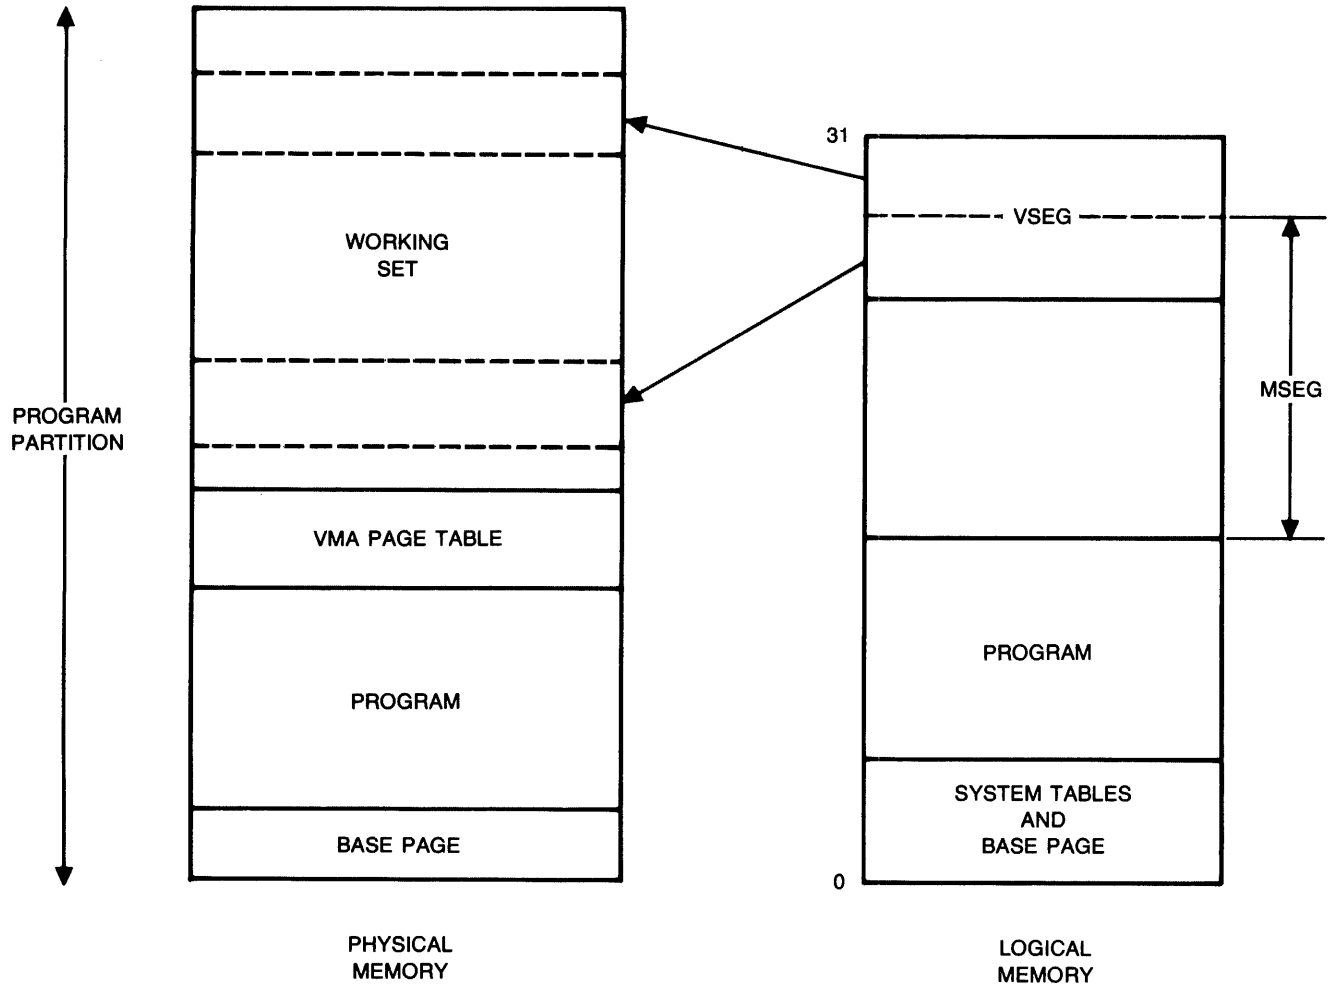 31
VSEG
WORKING
SET
MSEG
PROGRAM
PARTITION
VMA PAGE TABLE
PROGRAM
PROGRAM
SYSTEM TABLES
AND
BASE PAGE
BASE PAGE
0
PHYSICAL
MEMORY
LOGICAL
MEMORY